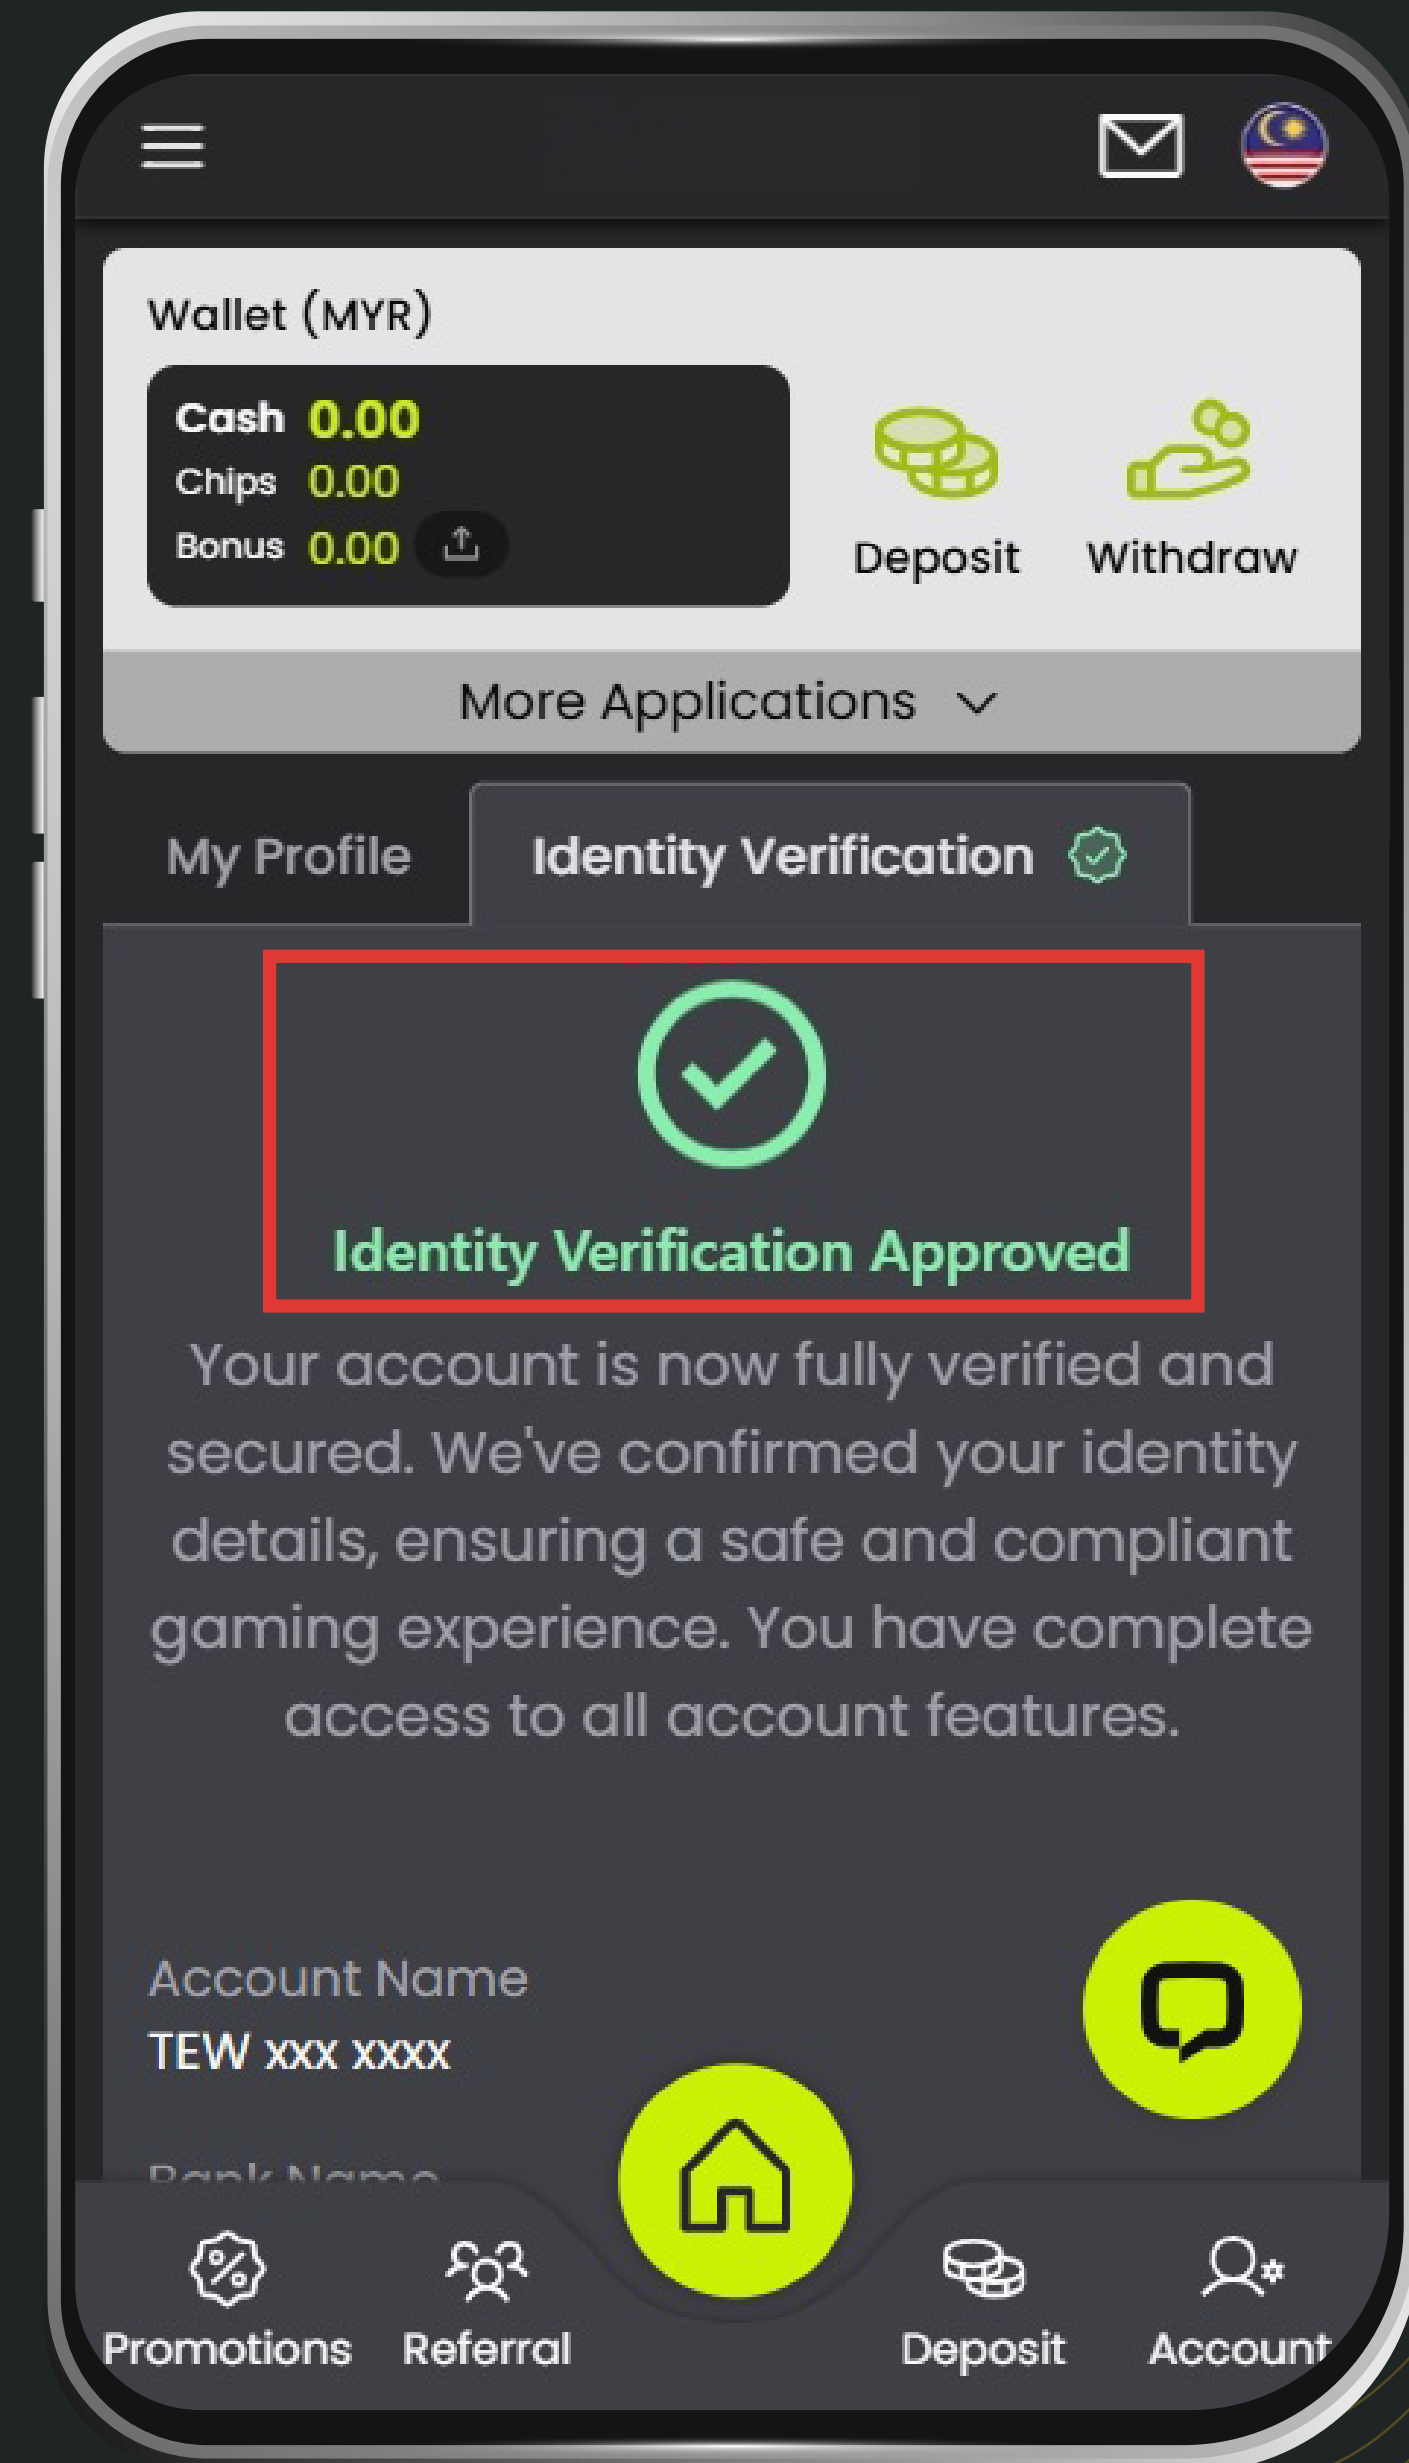 Wallet (MYR)
Cash 0.00
Chips 0.00
Bonus 0.00
Deposit
Withdraw
More Applications
My Profile
Identity Verification
Identity Verification Approved
Your account is now fully verified and
secured. We've confirmed your identity
details, ensuring a safe and compliant
gaming experience. You have complete
access to all account features.
Account Name
TEW xxx xxxx
Bank Name
Promotions
Referral
Deposit
Account